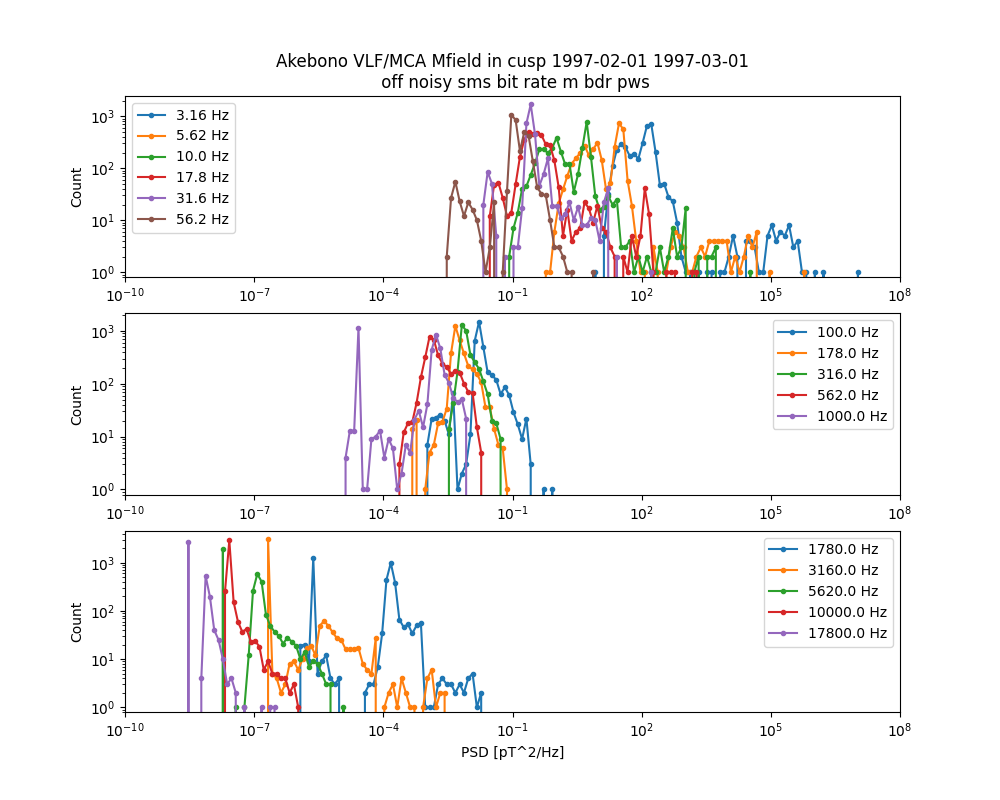 Akebono VLF/MCA Mfield in cusp 1997-02-01 1997-03-01
off noisy sms bit rate m bdr pws
Count
10^3
10^2
10^1
10^0
3.16 Hz
5.62 Hz
10.0 Hz
17.8 Hz
31.6 Hz
56.2 Hz
10^-10 10^-7 10^-4 10^-1 10^2 10^5 10^8
Count
10^3
10^2
10^1
10^0
100.0 Hz
178.0 Hz
316.0 Hz
562.0 Hz
1000.0 Hz
10^-10 10^-7 10^-4 10^-1 10^2 10^5 10^8
Count
10^3
10^2
10^1
10^0
1780.0 Hz
3160.0 Hz
5620.0 Hz
10000.0 Hz
17800.0 Hz
10^-10 10^-7 10^-4 10^-1 10^2 10^5 10^8
PSD [pT^2/Hz]